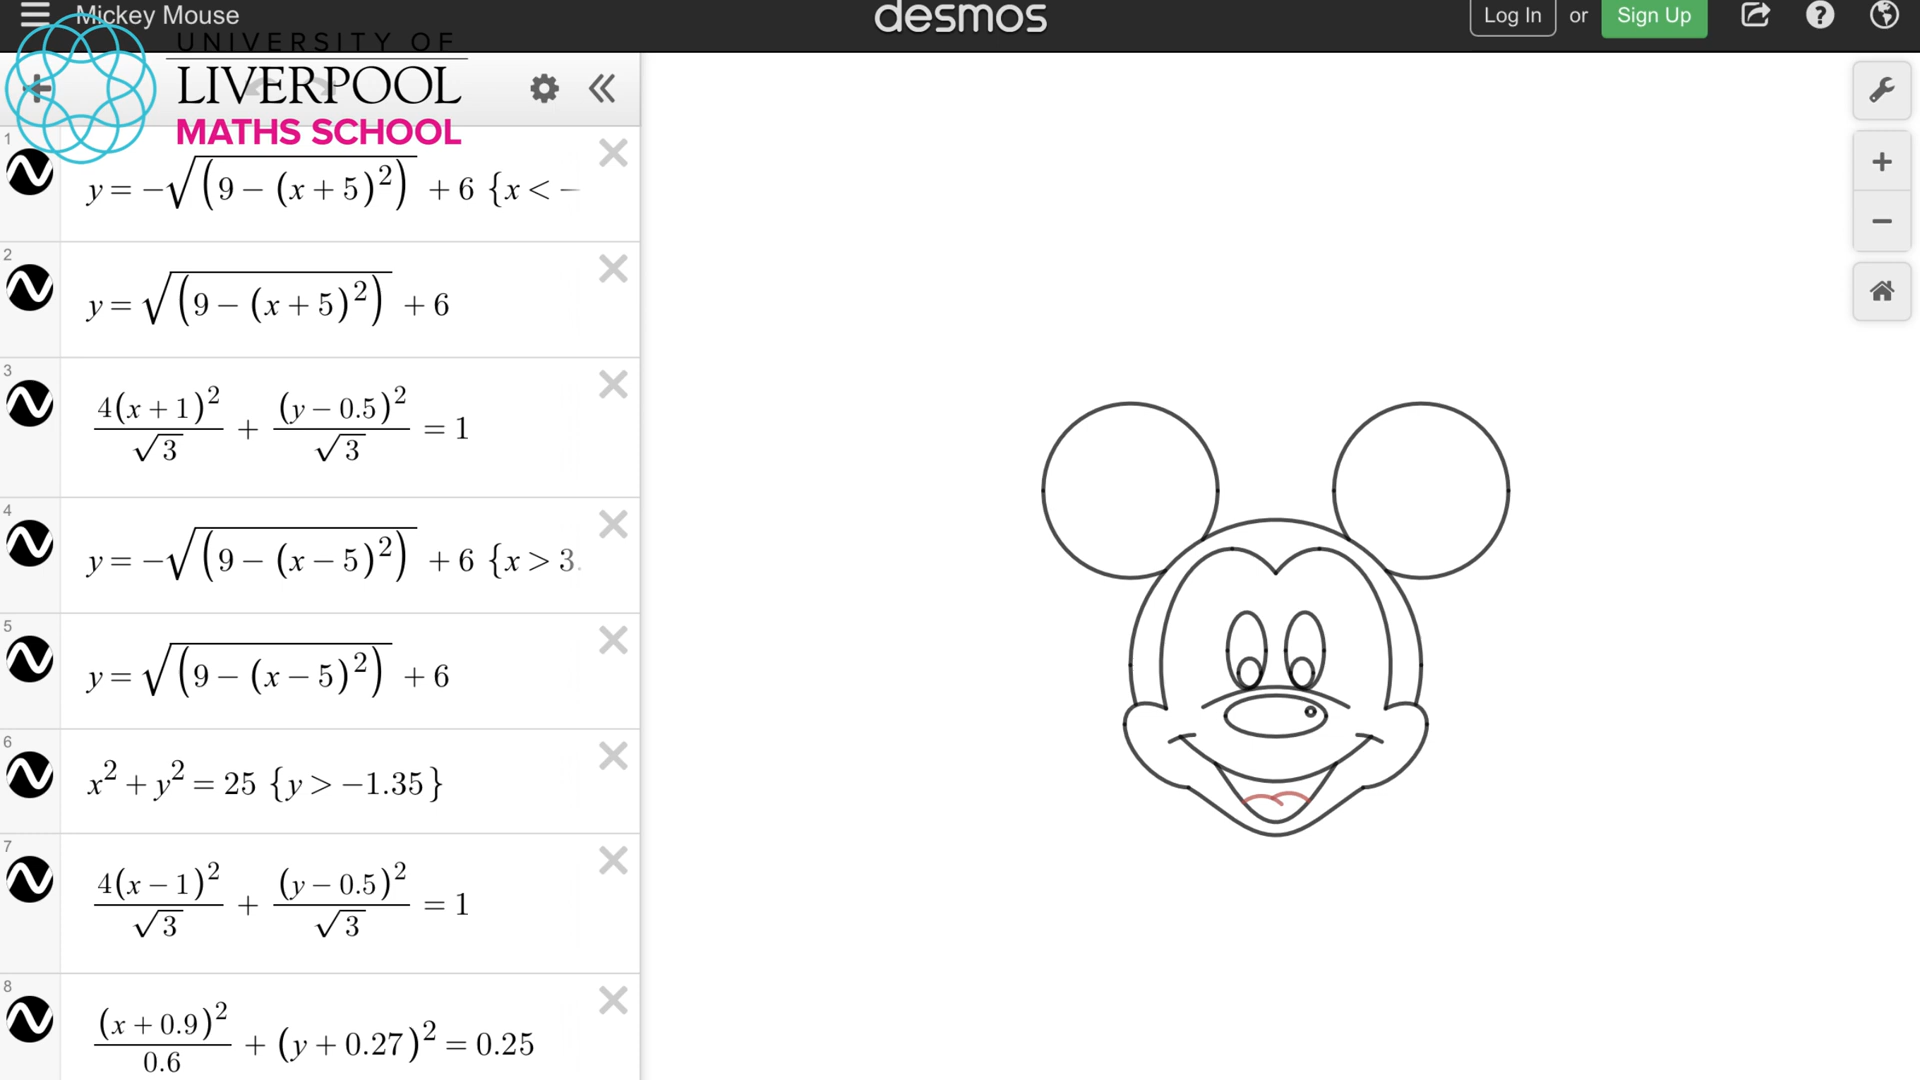 Mickey Mouse
desmos
Log In or Sign Up
UNIVERSITY OF
LIVERPOOL
MATHS SCHOOL
1
y = −√(9 − (x + 5)²) + 6 {x < −
2
y = √(9 − (x + 5)²) + 6
3
4(x + 1)²/√3 + (y − 0.5)²/√3 = 1
4
y = −√(9 − (x − 5)²) + 6 {x > 3.
5
y = √(9 − (x − 5)²) + 6
6
x² + y² = 25 {y > −1.35}
7
4(x − 1)²/√3 + (y − 0.5)²/√3 = 1
8
(x + 0.9)²/0.6 + (y + 0.27)² = 0.25